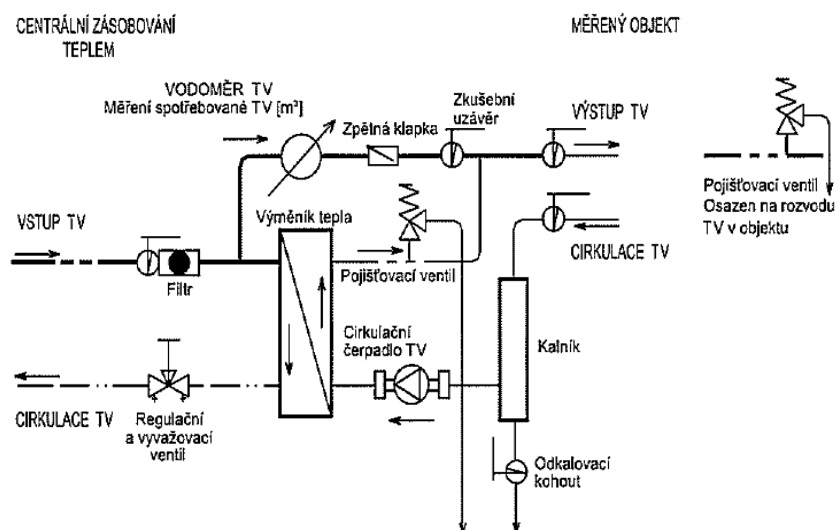 CENTRÁLNÍ ZÁSOBOVÁNÍ
TEPLEM
MĚŘENÝ OBJEKT
VODOMĚR TV
Měření spotřebované TV [m³]
Zpětná klapka
Zkušební
uzávěr
VÝSTUP TV
Pojišťovací ventil
Osazen na rozvodu
TV v objektu
VSTUP TV
Filtr
Výměník tepla
Pojišťovací ventil
CIRKULACE TV
Cirkulační
čerpadlo TV
Kalník
CIRKULACE TV
Regulační
a vyvažovací
ventil
Odkalovací
kohout